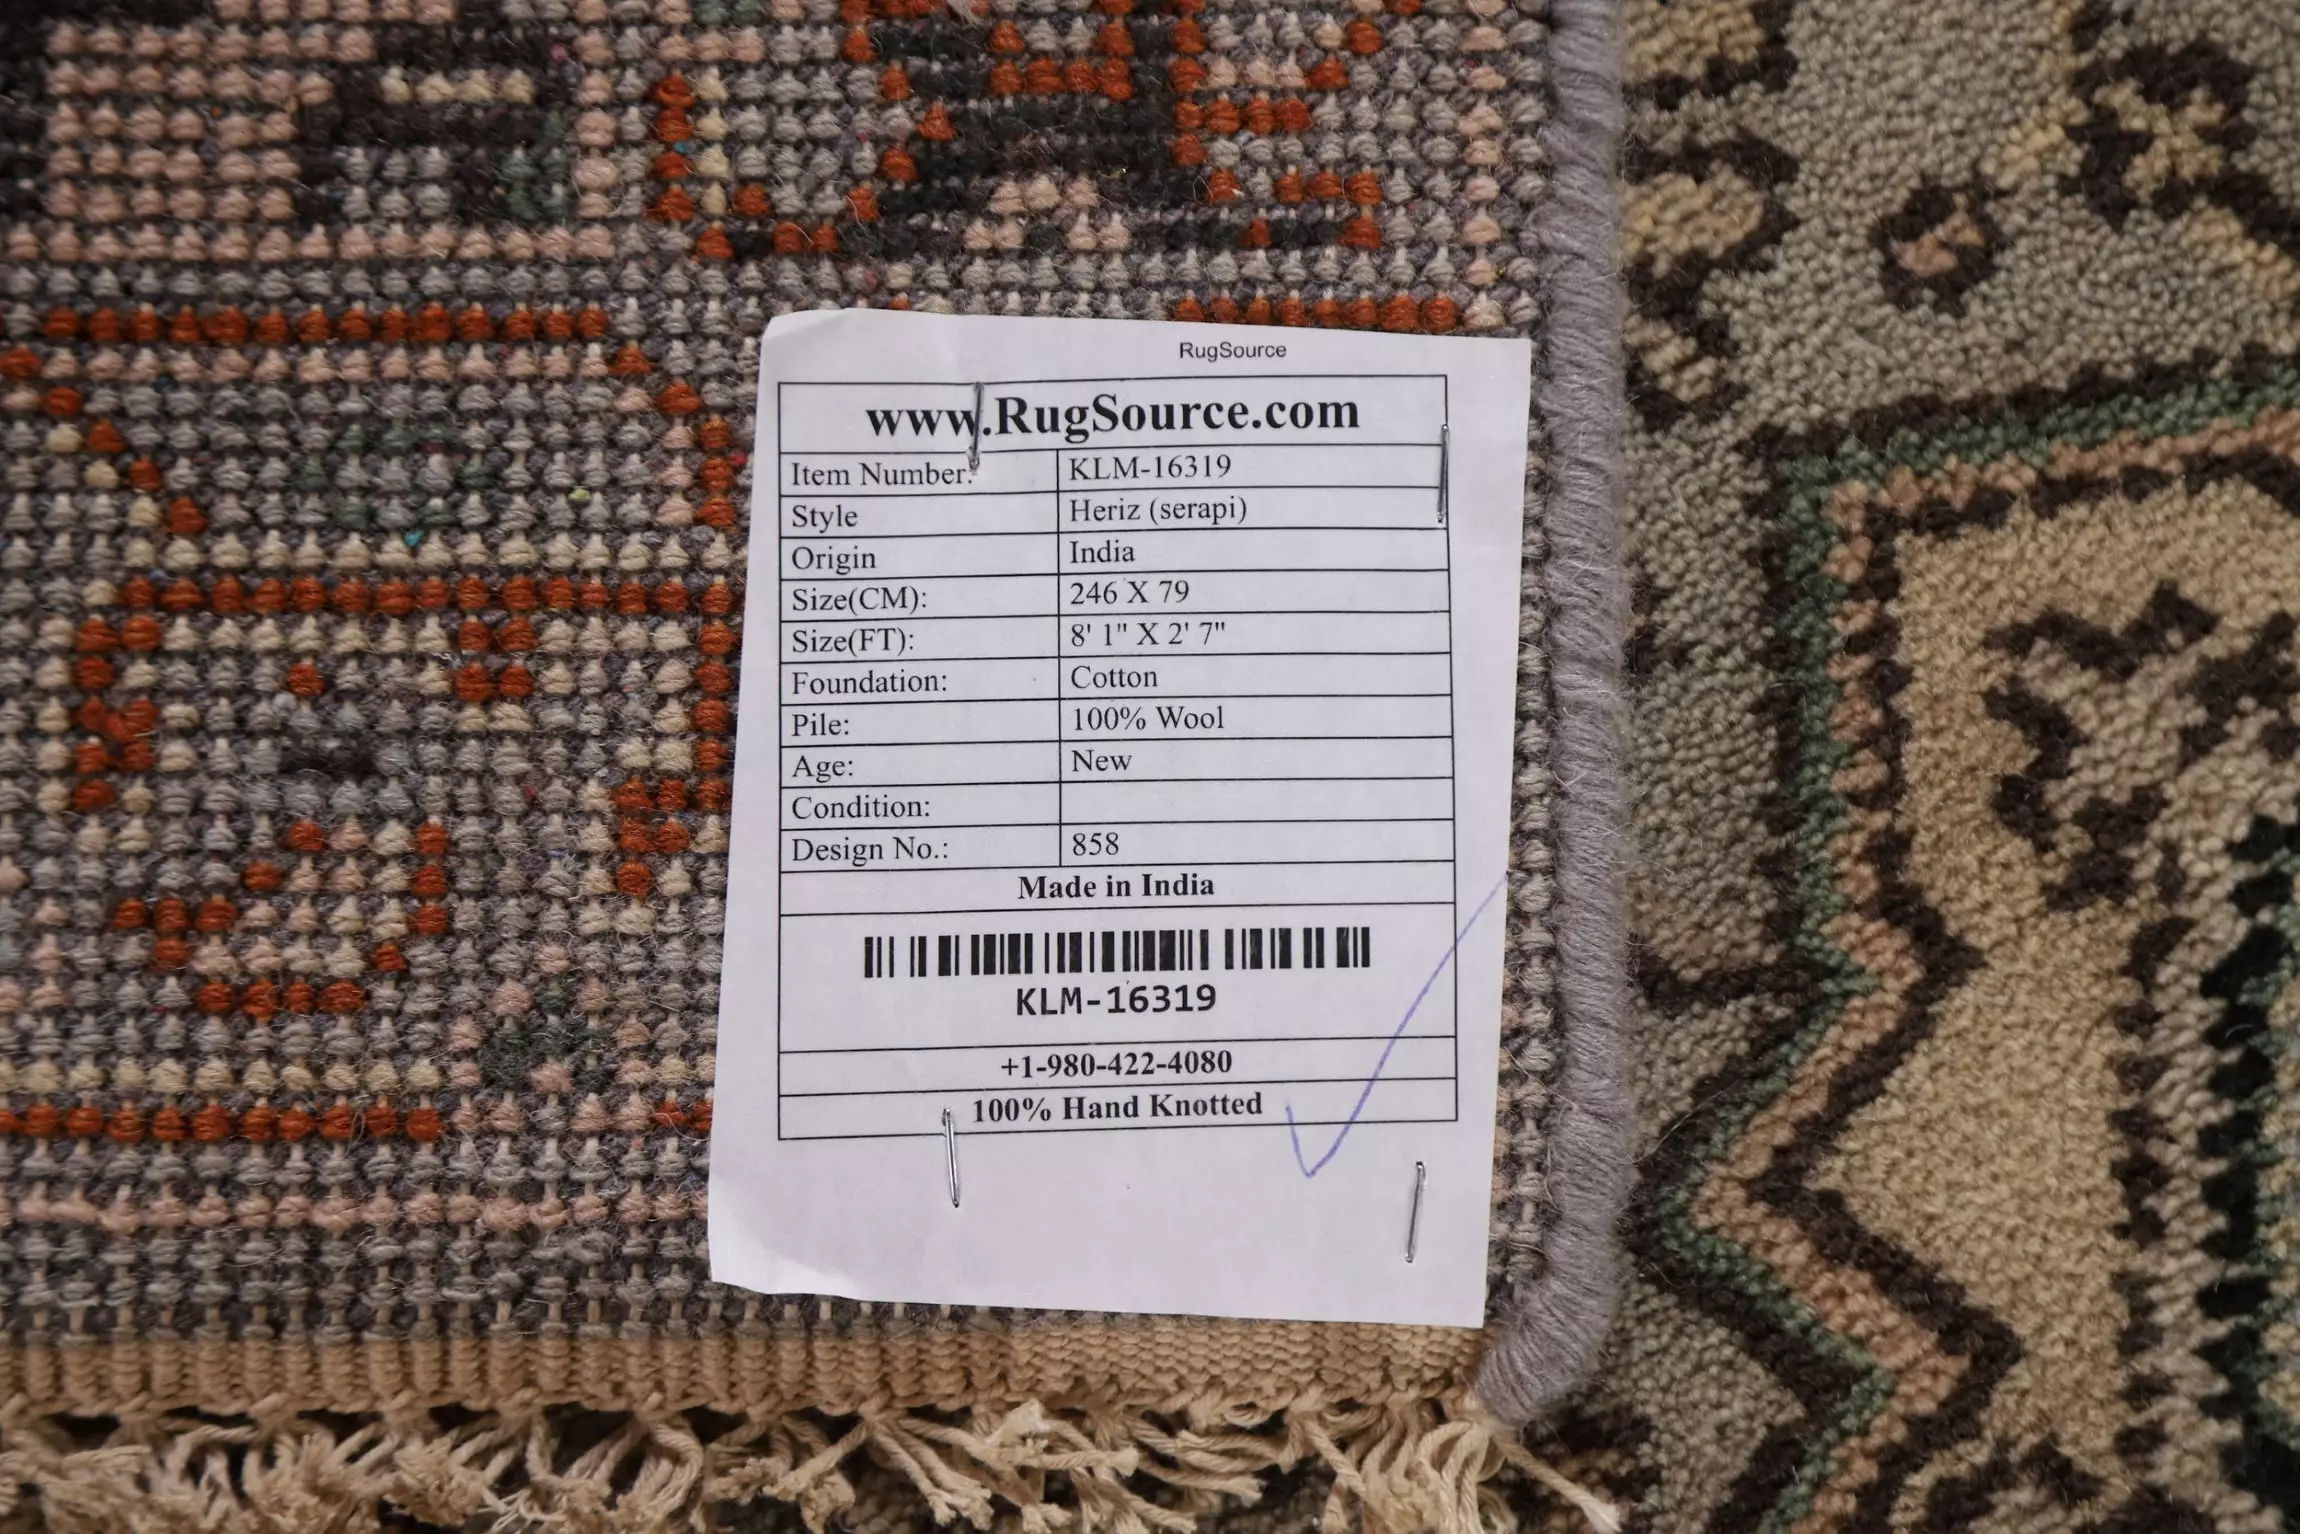 RugSource
www.RugSource.com
Item Number: KLM-16319
Style Heriz (serapi)
Origin India
Size(CM): 246 X 79
Size(FT): 8' 1" X 2' 7"
Foundation: Cotton
Pile: 100% Wool
Age: New
Condition:
Design No.: 858
Made in India
KLM-16319
+1-980-422-4080
100% Hand Knotted